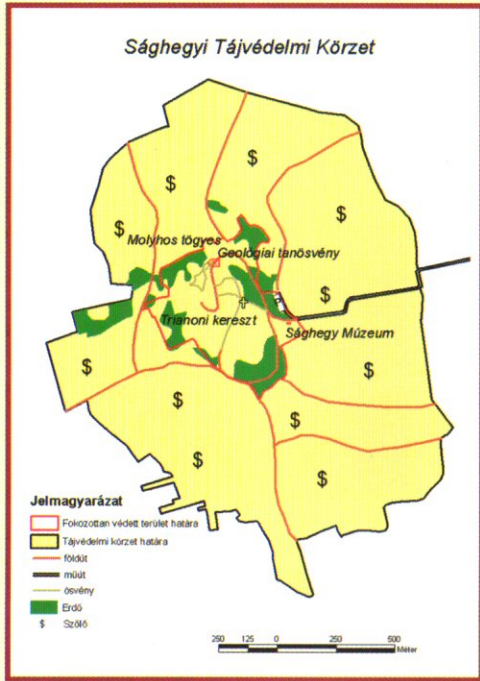 Sághegyi Tájvédelmi Körzet
$
$
$
$
Molyhos tögyes
Geológiai tanösvény
$
Trianoni kereszt
Sághegy Múzeum
$
$
$
$
$
$
Jelmagyarázat
Fokozottan védett terület határa
Tájvédelmi körzet határa
földút
műút
ösvény
Erdő
$ Szőlő
250 125 0 250 500
Méter